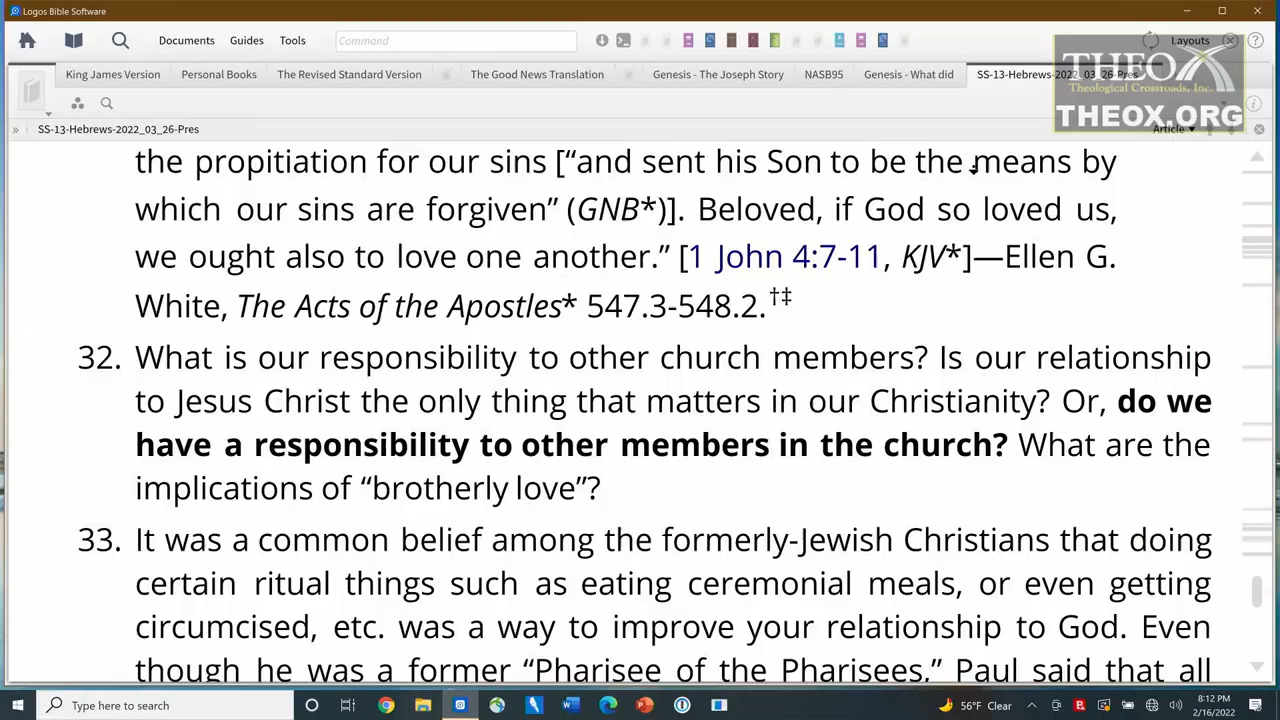 Logos Bible Software
Documents Guides Tools Command Layouts
King James Version Personal Books The Revised Standard Version The Good News Translation Genesis - The Joseph Story NASB95 Genesis - What did SS-13-Hebrews-2022_03_26-Pres
THEOX
Theological Crossroads, Inc.
THEOX.ORG
» SS-13-Hebrews-2022_03_26-Pres Article
the propitiation for our sins [“and sent his Son to be the means by
which our sins are forgiven” (GNB*)]. Beloved, if God so loved us,
we ought also to love one another.” [1 John 4:7-11, KJV*]—Ellen G.
White, The Acts of the Apostles* 547.3-548.2.†‡
32. What is our responsibility to other church members? Is our relationship
to Jesus Christ the only thing that matters in our Christianity? Or, do we
have a responsibility to other members in the church? What are the
implications of “brotherly love”?
33. It was a common belief among the formerly-Jewish Christians that doing
certain ritual things such as eating ceremonial meals, or even getting
circumcised, etc. was a way to improve your relationship to God. Even
though he was a former “Pharisee of the Pharisees,” Paul said that all
Type here to search
56°F Clear
8:12 PM
2/16/2022